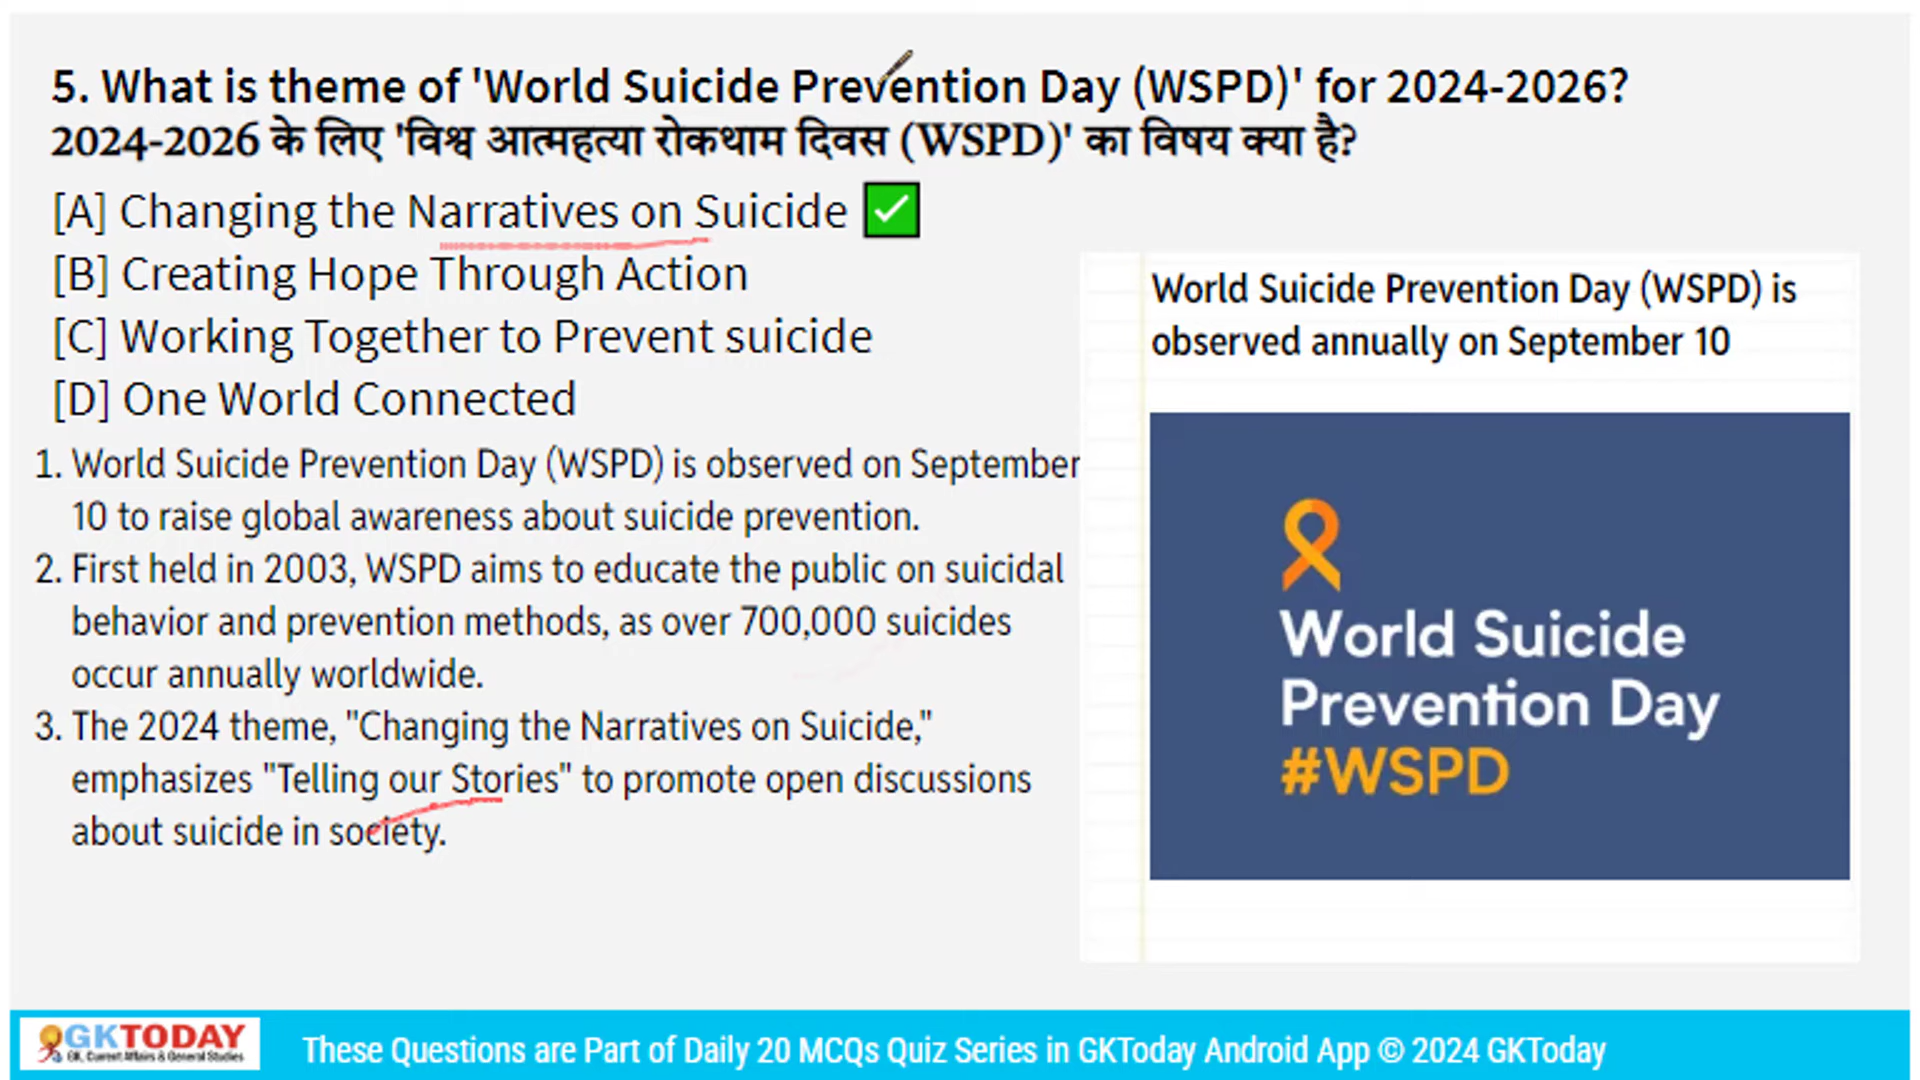 5. What is theme of 'World Suicide Prevention Day (WSPD)' for 2024-2026?
2024-2026 के लिए 'विश्व आत्महत्या रोकथाम दिवस (WSPD)' का विषय क्या है?
[A] Changing the Narratives on Suicide
[B] Creating Hope Through Action
[C] Working Together to Prevent suicide
[D] One World Connected
1. World Suicide Prevention Day (WSPD) is observed on September
10 to raise global awareness about suicide prevention.
2. First held in 2003, WSPD aims to educate the public on suicidal
behavior and prevention methods, as over 700,000 suicides
occur annually worldwide.
3. The 2024 theme, "Changing the Narratives on Suicide,"
emphasizes "Telling our Stories" to promote open discussions
about suicide in society.
World Suicide Prevention Day (WSPD) is
observed annually on September 10
World Suicide
Prevention Day
#WSPD
GKTODAY
GK, Current Affairs & General Studies
These Questions are Part of Daily 20 MCQs Quiz Series in GKToday Android App © 2024 GKToday